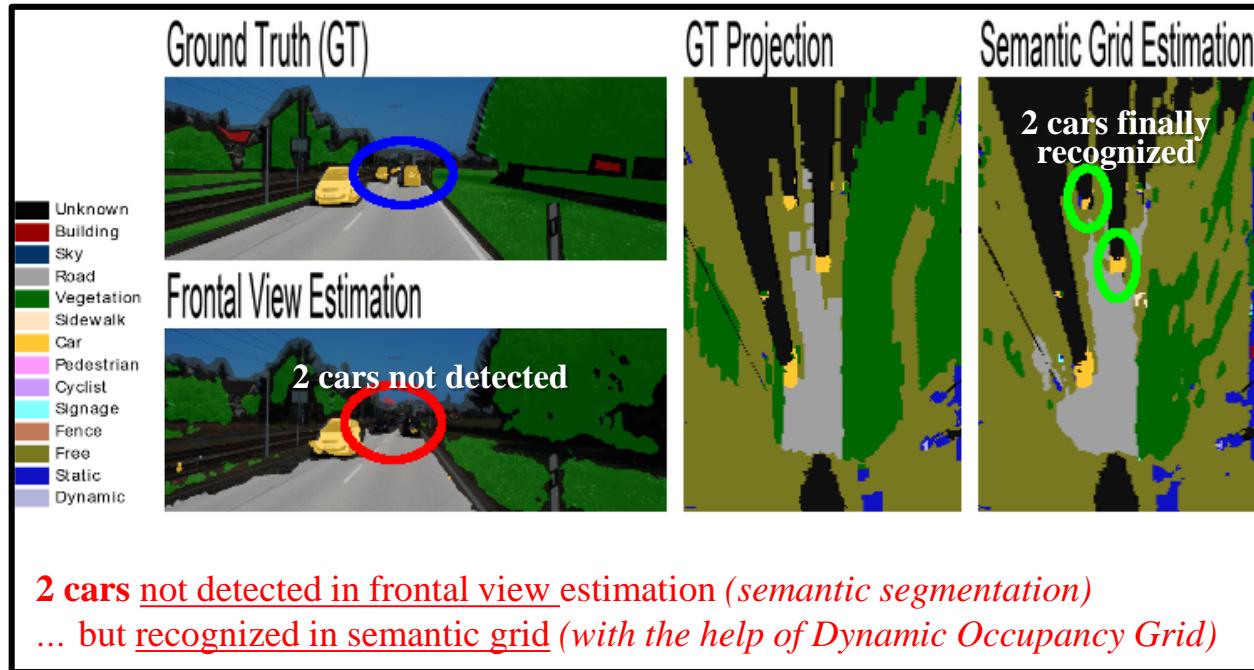 Ground Truth (GT)
GT Projection
Semantic Grid Estimation
2 cars finally
recognized
Unknown
Building
Sky
Road
Vegetation
Sidewalk
Car
Pedestrian
Cyclist
Signage
Fence
Free
Static
Dynamic
Frontal View Estimation
2 cars not detected
2 cars not detected in frontal view estimation (semantic segmentation)
... but recognized in semantic grid (with the help of Dynamic Occupancy Grid)